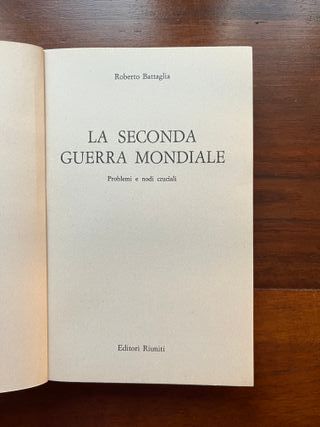 Roberto Battaglia
LA SECONDA
GUERRA MONDIALE
Problemi e nodi cruciali
Editori Riuniti